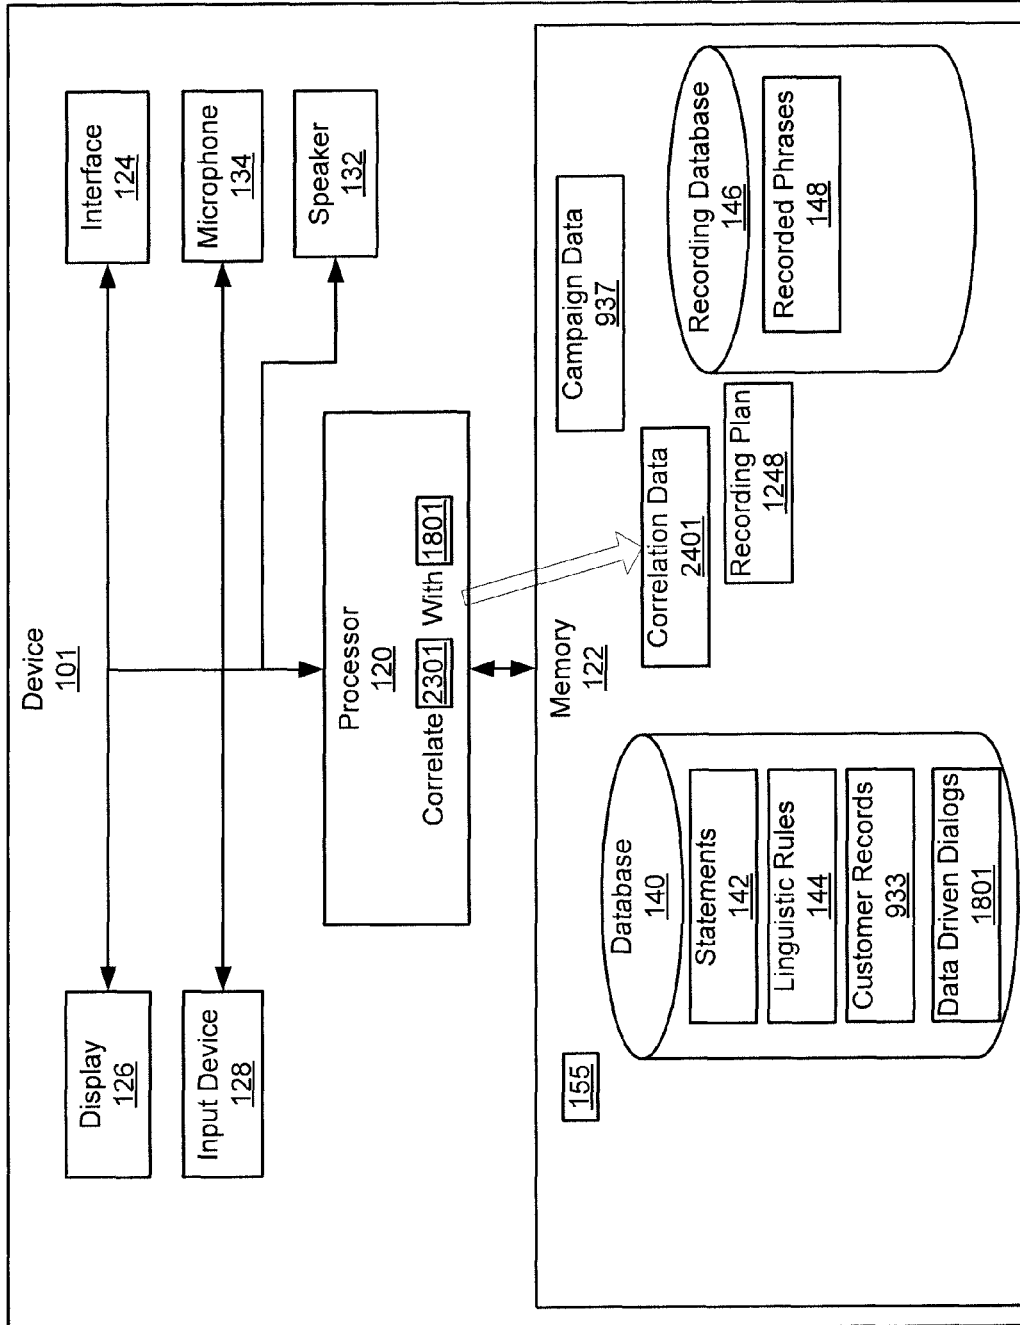 Device
101
Display
126
Input Device
128
Interface
124
Microphone
134
Speaker
132
Processor
120
Correlate 2301 With 1801
Memory
122
155
Database
140
Statements
142
Linguistic Rules
144
Customer Records
933
Data Driven Dialogs
1801
Correlation Data
2401
Campaign Data
937
Recording Plan
1248
Recording Database
146
Recorded Phrases
148